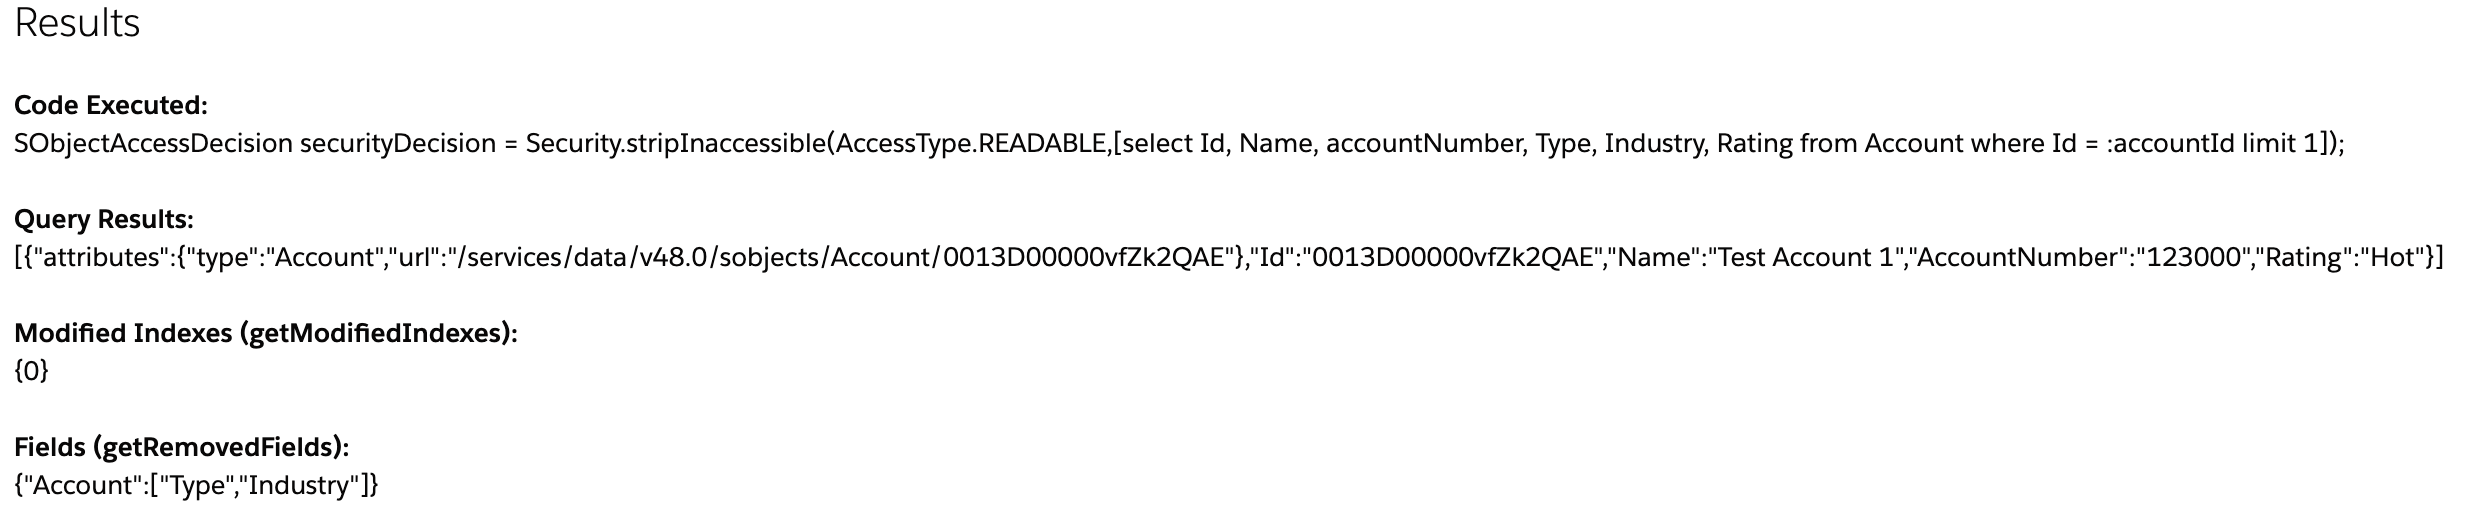 Results
Code Executed:
SObjectAccessDecision securityDecision = Security.stripInaccessible(AccessType.READABLE,[select Id, Name, accountNumber, Type, Industry, Rating from Account where Id = :accountId limit 1]);
Query Results:
[{"attributes":{"type":"Account","url":"/services/data/v48.0/sobjects/Account/0013D00000vfZk2QAE"},"Id":"0013D00000vfZk2QAE","Name":"Test Account 1","AccountNumber":"123000","Rating":"Hot"}]
Modified Indexes (getModifiedIndexes):
{0}
Fields (getRemovedFields):
{"Account":["Type","Industry"]}